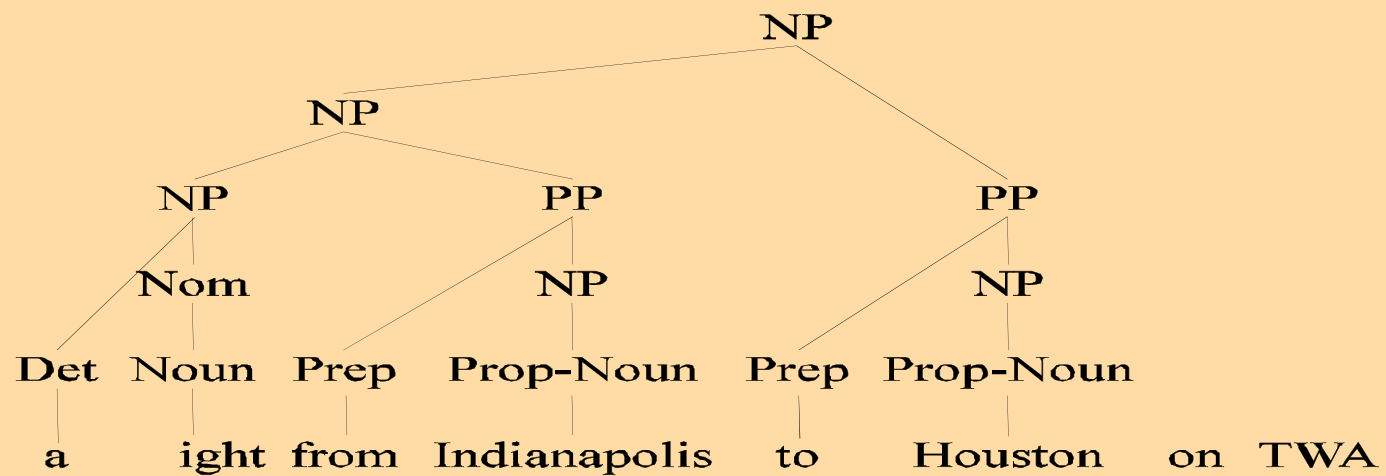 NP
NP
NP PP PP
Nom NP NP
Det Noun Prep Prop-Noun Prep Prop-Noun
a ight from Indianapolis to Houston on TWA